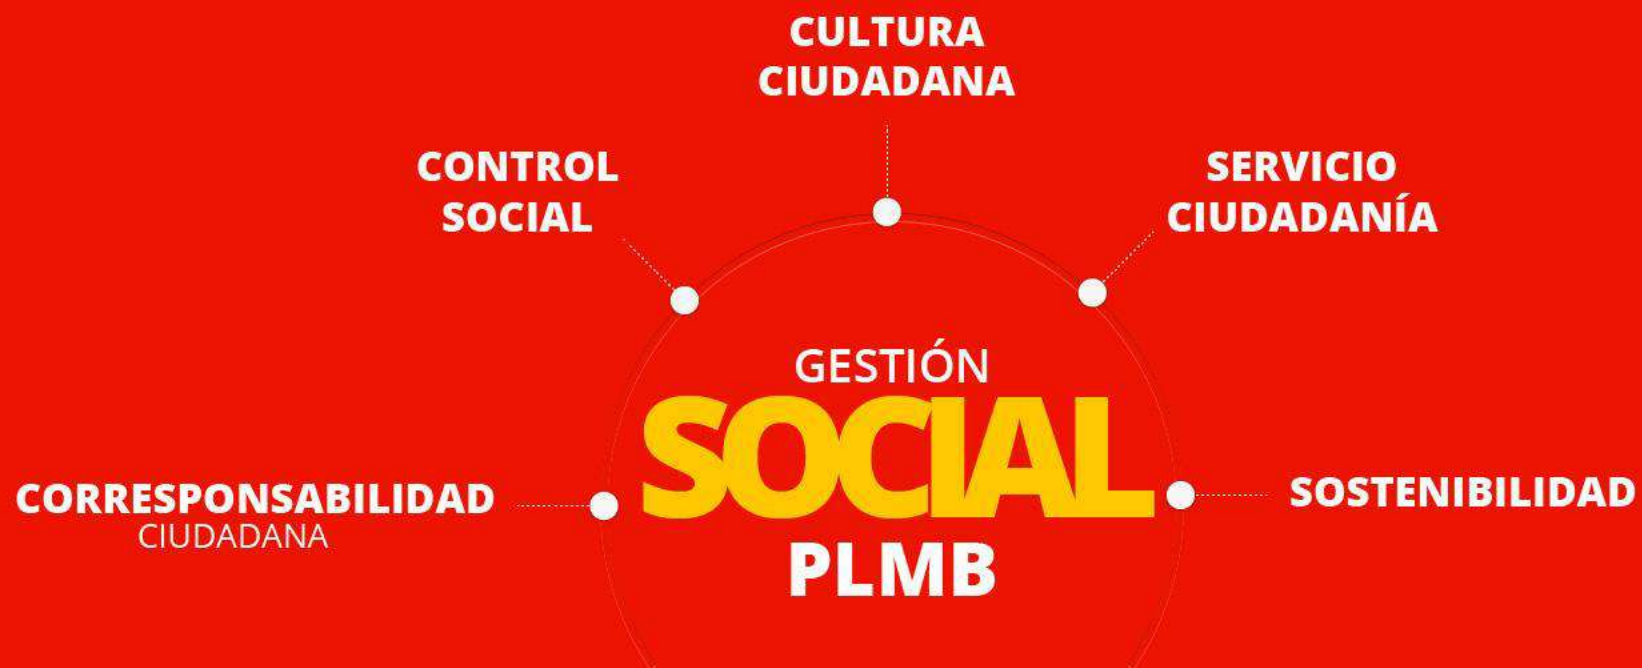 CULTURA
CIUDADANA
CONTROL
SOCIAL
SERVICIO
CIUDADANÍA
GESTIÓN
SOCIAL
PLMB
CORRESPONSABILIDAD
CIUDADANA
SOSTENIBILIDAD